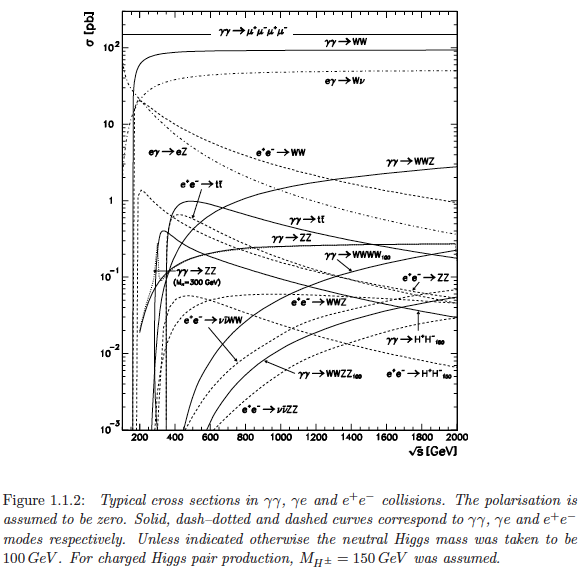 σ [pb]
10²
10
1
10⁻¹
10⁻²
10⁻³
γγ→μ⁺μ⁻μ⁺μ⁻
γγ→WW
eγ→Wν
eγ→eZ
e⁺e⁻→WW
γγ→WWZ
e⁺e⁻→tt̄
γγ→tt̄
γγ→ZZ
γγ→WWWW₁₀₀
γγ→ZZ
(Mₕ=300 GeV)
e⁺e⁻→ZZ
e⁺e⁻→WWZ
e⁺e⁻→νν̄WW
γγ→H⁺H⁻₁₅₀
γγ→WWZZ₁₀₀
e⁺e⁻→H⁺H⁻₁₅₀
e⁺e⁻→νν̄ZZ
200 400 600 800 1000 1200 1400 1600 1800 2000
√s [GeV]
Figure 1.1.2: Typical cross sections in γγ, γe and e⁺e⁻ collisions. The polarisation is
assumed to be zero. Solid, dash–dotted and dashed curves correspond to γγ, γe and e⁺e⁻
modes respectively. Unless indicated otherwise the neutral Higgs mass was taken to be
100 GeV. For charged Higgs pair production, M_H± = 150 GeV was assumed.